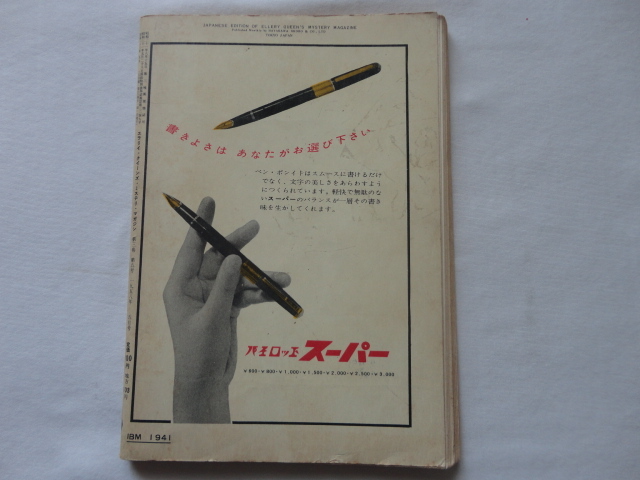 JAPANESE EDITION OF ELLERY QUEEN'S MYSTERY MAGAZINE
TOKYO JAPAN
書きよさは あなたがお選び下さい
ペン・ポイントはスムースに書けるだけ
でなく、文字の美しさをあらわすよう
につくられています。軽快で無駄のな
いスーパーのバランスが一層その書き
味を生かしてくれます。
パイロット スーパー
IBM 1941